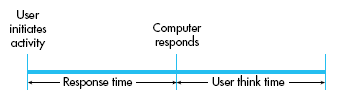 User
initiates
activity
Computer
responds
Response time
User think time